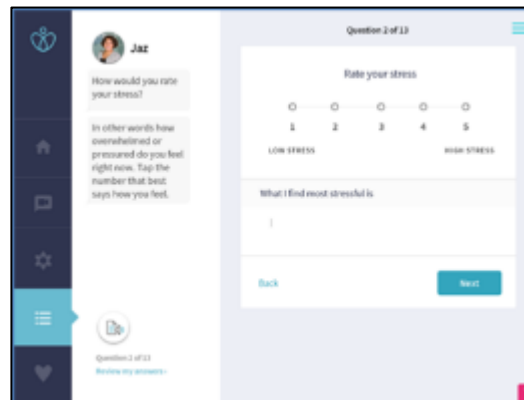 Jaz
How would you rate
your stress?
In other words how
overwhelmed or
pressured do you feel
right now. Tap the
number that best
says how you feel.
Question 2 of 13
Review my answers›
Question 2 of 13
Rate your stress
1 2 3 4 5
LOW STRESS HIGH STRESS
What I find most stressful is
Back Next